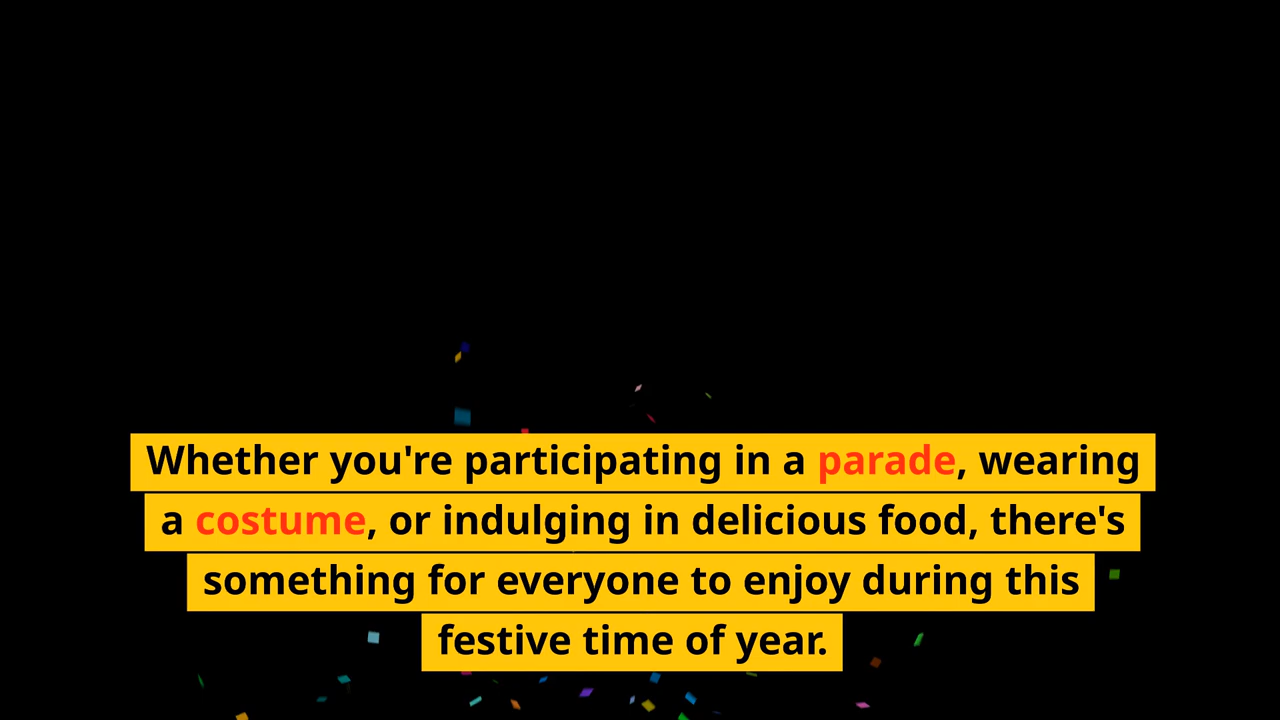 Whether you're participating in a parade, wearing
a costume, or indulging in delicious food, there's
something for everyone to enjoy during this
festive time of year.